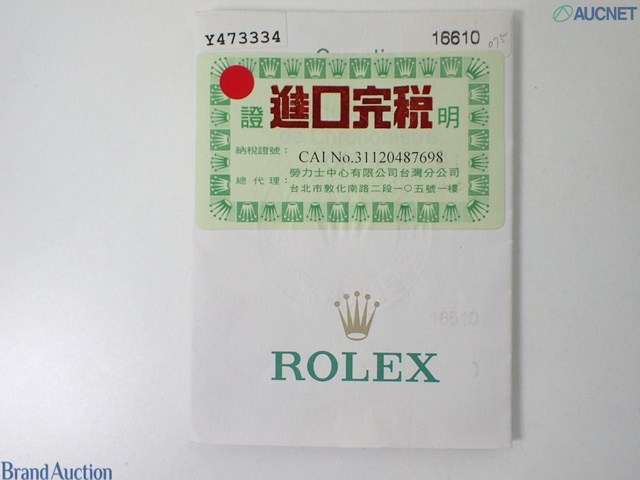 AUCNET
Y473334
16610
075
證 進口完稅 明
納稅證號：
CAI No.31120487698
總代理：
勞力士中心有限公司台灣分公司
台北市敦化南路二段一〇五號一樓
16610
ROLEX
Brand Auction